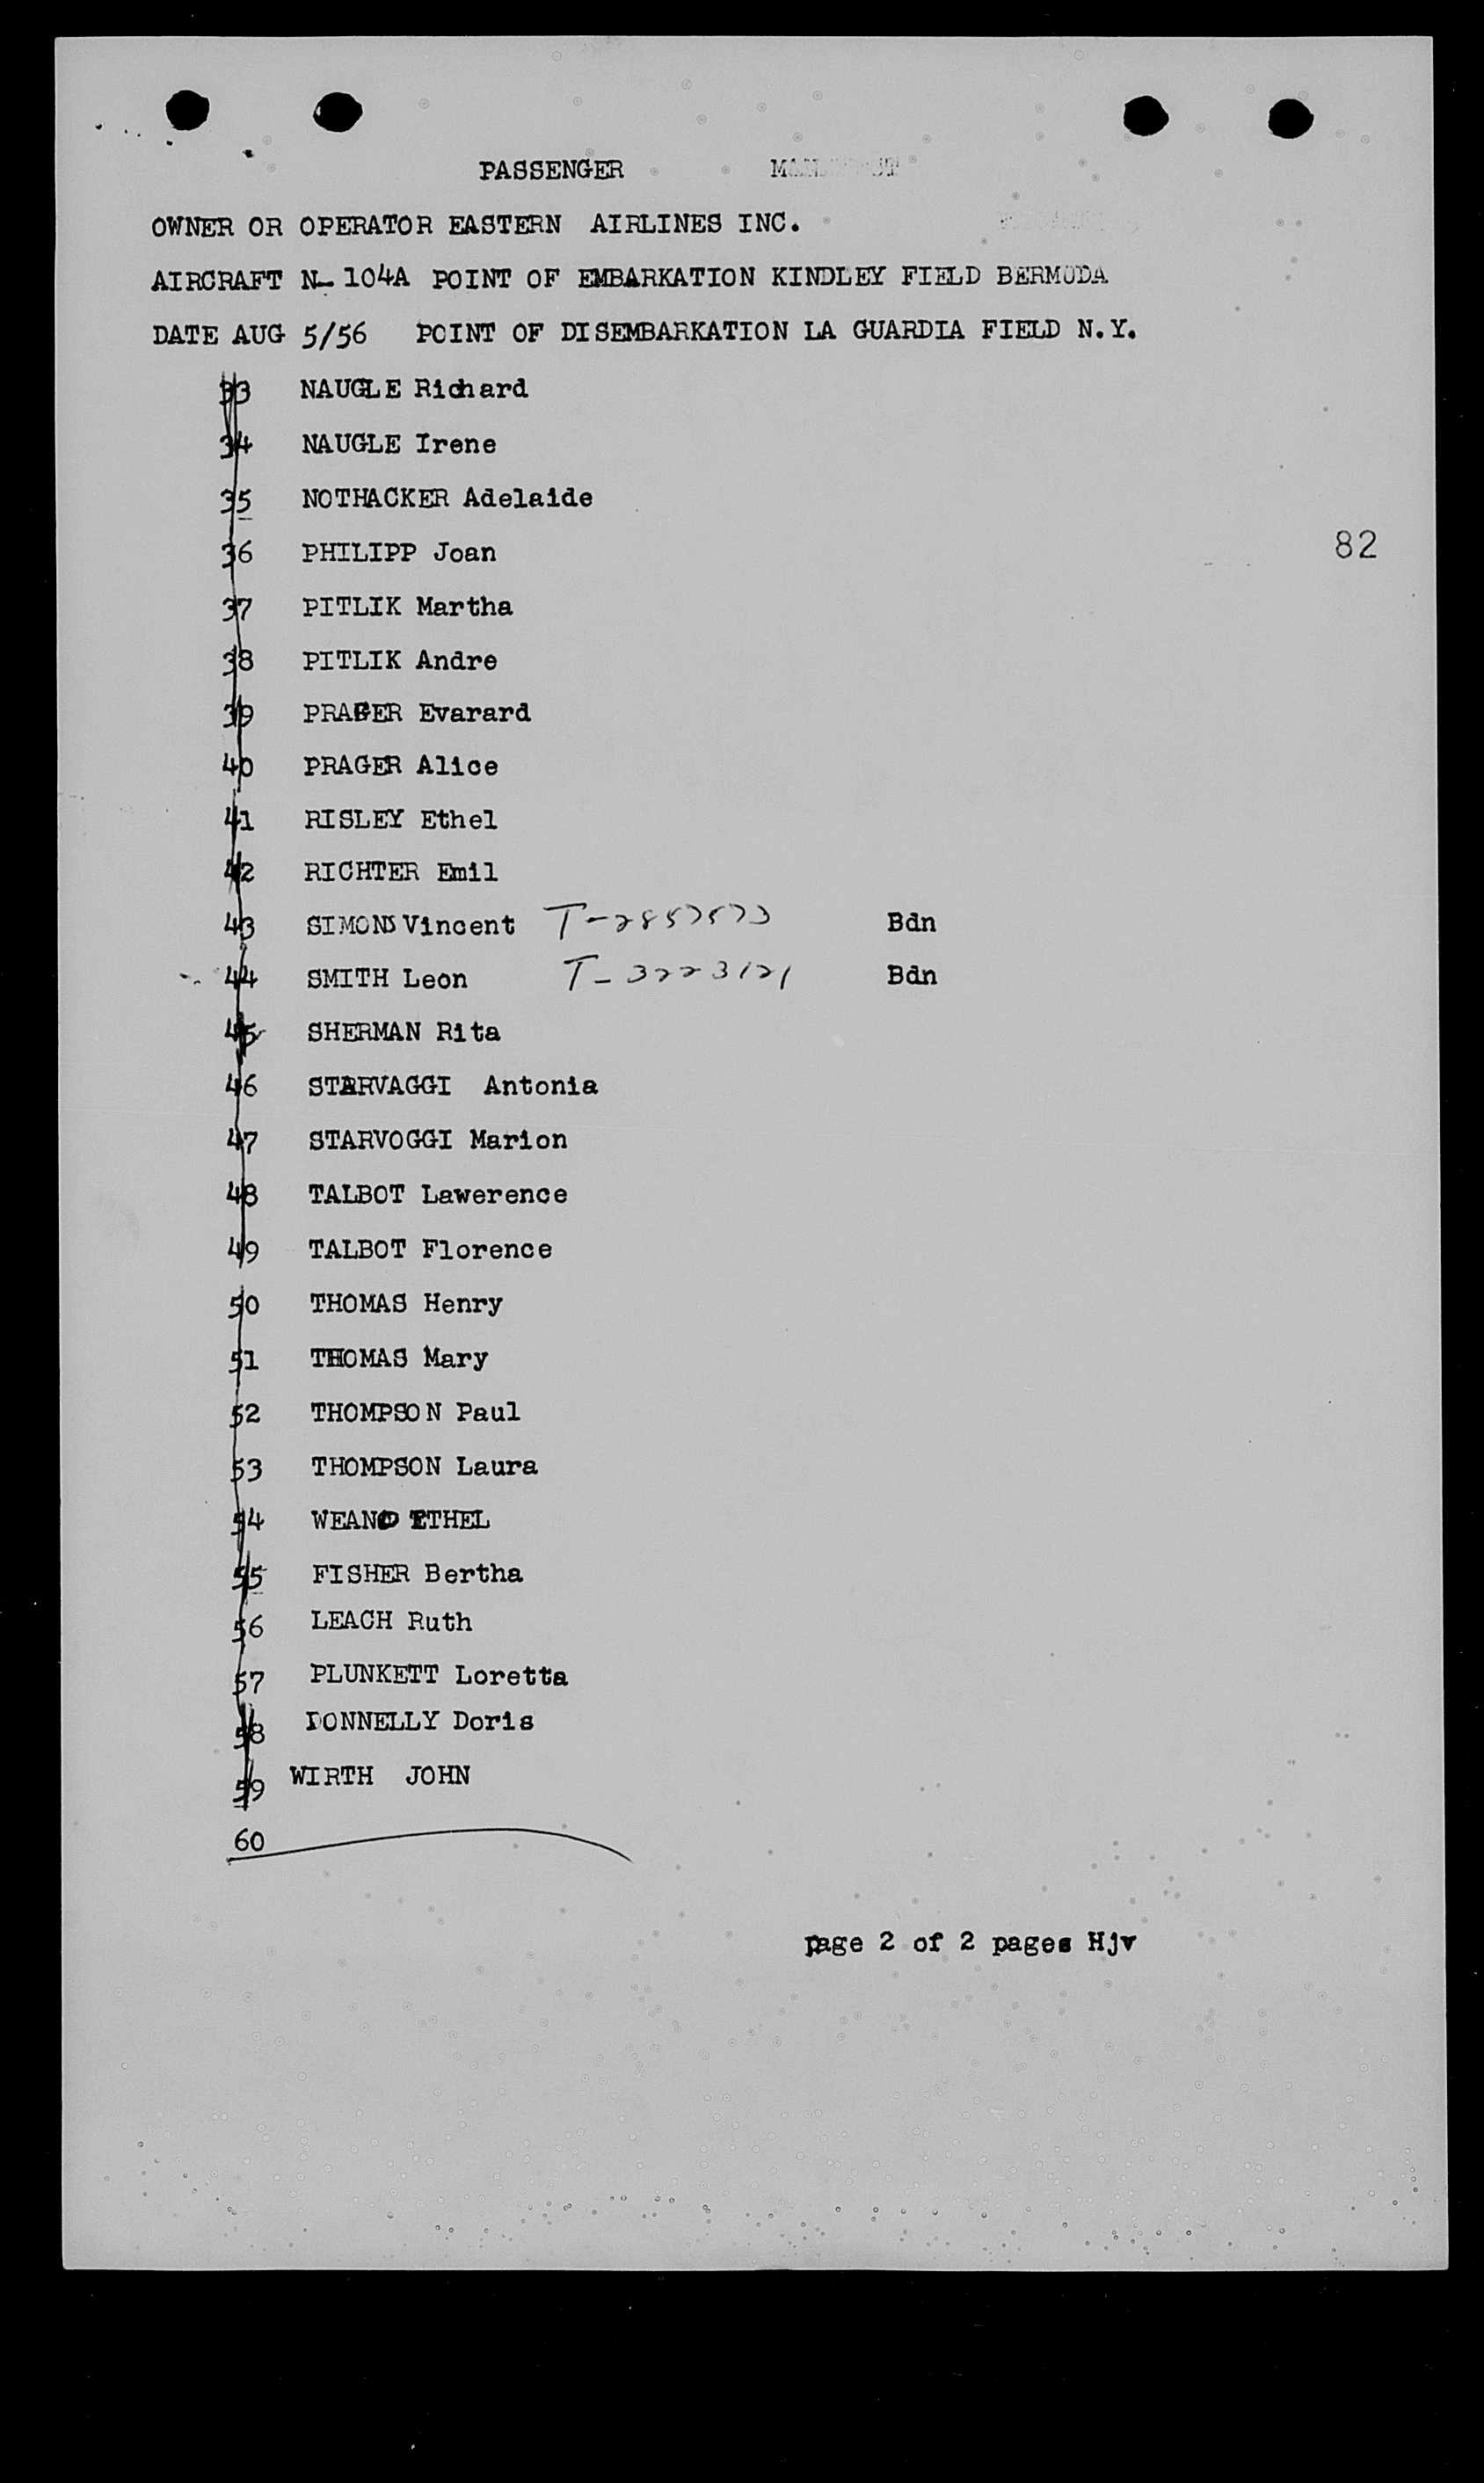 PASSENGER
OWNER OR OPERATOR EASTERN AIRLINES INC.
AIRCRAFT N-104A POINT OF EMBARKATION KINDLEY FIELD BERMUDA
DATE AUG 5/56 POINT OF DISEMBARKATION LA GUARDIA FIELD N.Y.
33 NAUGLE Richard
34 NAUGLE Irene
35 NOTHACKER Adelaide
36 PHILIPP Joan
82
37 PITLIK Martha
38 PITLIK Andre
39 PRAGER Evarard
40 PRAGER Alice
41 RISLEY Ethel
42 RICHTER Emil
43 SIMONS Vincent T-2857573 Bdn
44 SMITH Leon T-3223121 Bdn
45 SHERMAN Rita
46 STARVAGGI Antonia
47 STARVOGGI Marion
48 TALBOT Lawerence
49 TALBOT Florence
50 THOMAS Henry
51 THOMAS Mary
52 THOMPSON Paul
53 THOMPSON Laura
54 WEAND ETHEL
55 FISHER Bertha
56 LEACH Ruth
57 PLUNKETT Loretta
58 DONNELLY Doris
59 WIRTH JOHN
60
page 2 of 2 pages Hjv